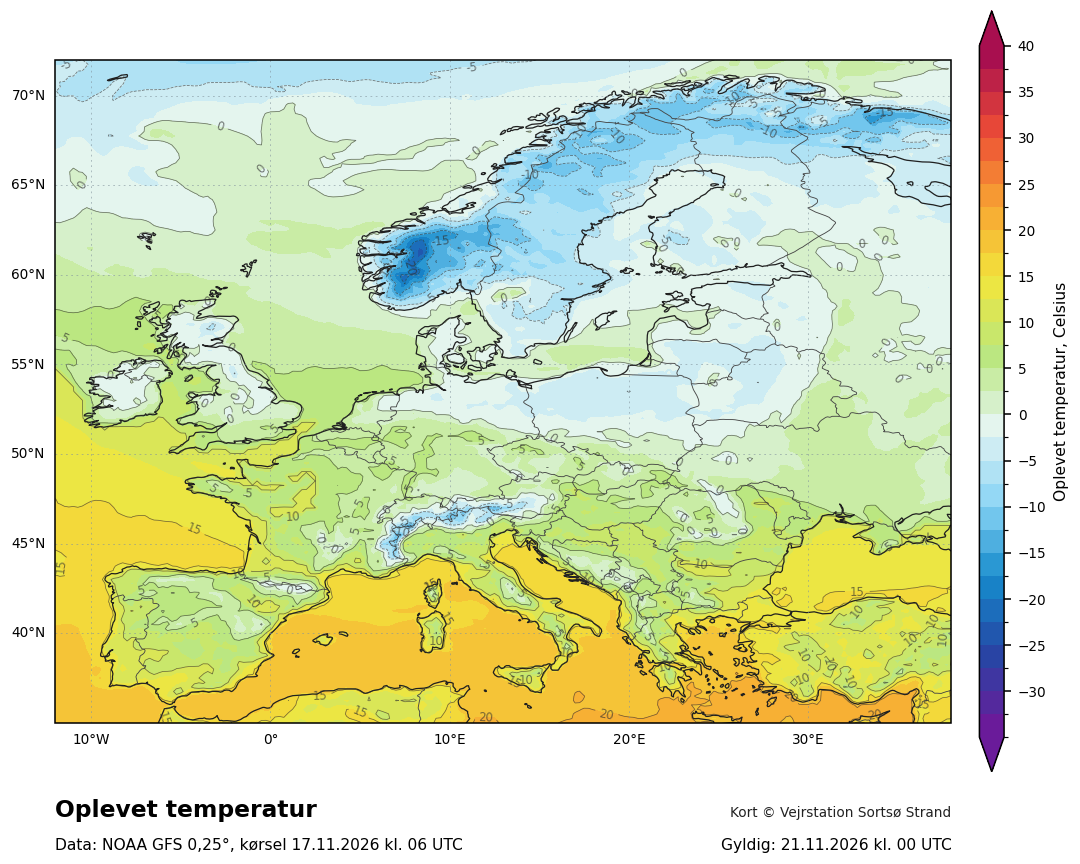 70°N
65°N
60°N
55°N
50°N
45°N
40°N
10°W
0°
10°E
20°E
30°E
40
35
30
25
20
15
10
5
0
−5
−10
−15
−20
−25
−30
Oplevet temperatur, Celsius
Oplevet temperatur
Kort © Vejrstation Sortsø Strand
Data: NOAA GFS 0,25°, kørsel 17.11.2026 kl. 06 UTC
Gyldig: 21.11.2026 kl. 00 UTC